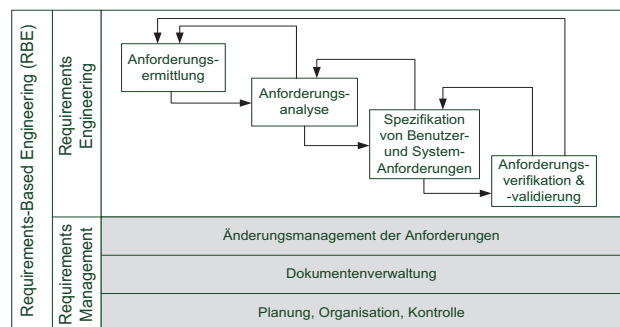 Requirements-Based Engineering (RBE)
Requirements
Engineering
Anforderungs-
ermittlung
Anforderungs-
analyse
Spezifikation
von Benutzer-
und System-
Anforderungen
Anforderungs-
verifikation &
-validierung
Requirements
Management
Änderungsmanagement der Anforderungen
Dokumentenverwaltung
Planung, Organisation, Kontrolle